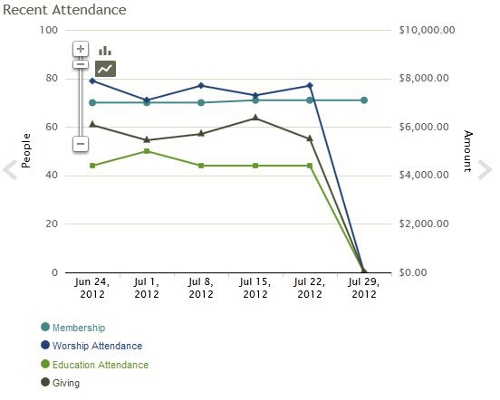 Recent Attendance
100
80
60
40
20
0
People
$10,000.00
$8,000.00
$6,000.00
$4,000.00
$2,000.00
$0.00
Amount
Jun 24, 2012
Jul 1, 2012
Jul 8, 2012
Jul 15, 2012
Jul 22, 2012
Jul 29, 2012
Membership
Worship Attendance
Education Attendance
Giving